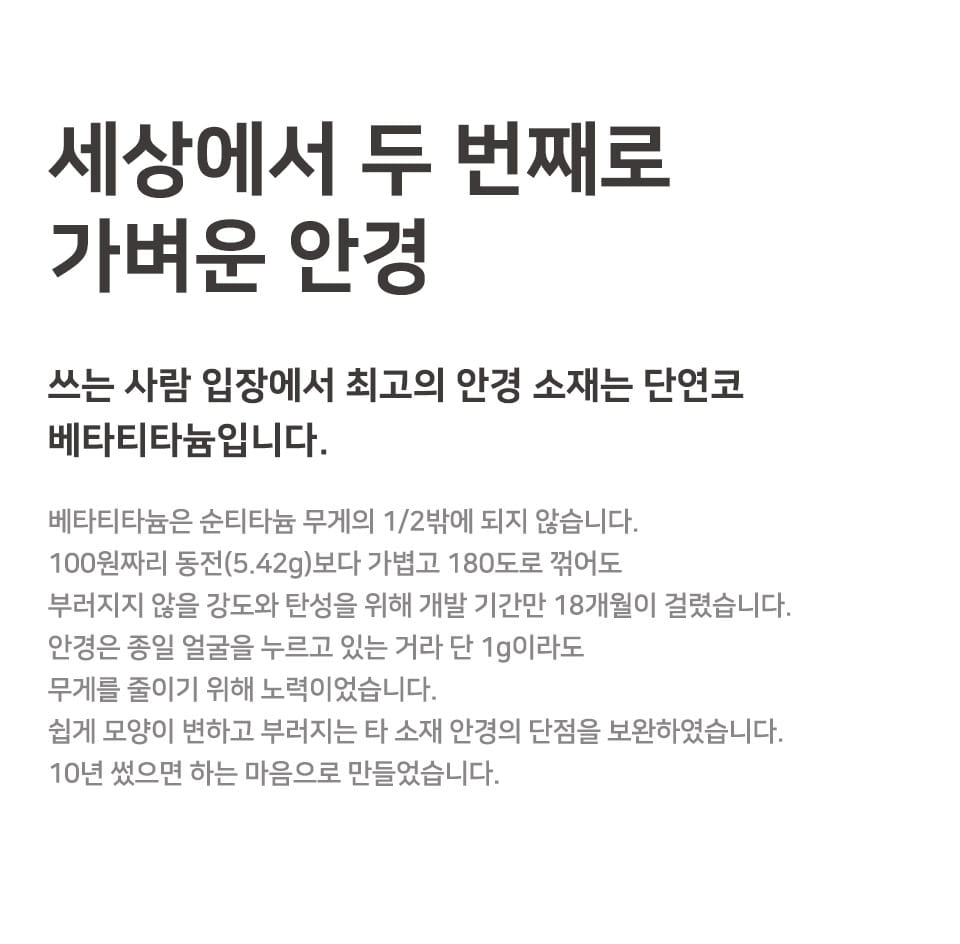 세상에서 두 번째로
가벼운 안경
쓰는 사람 입장에서 최고의 안경 소재는 단연코
베타티타늄입니다.
베타티타늄은 순티타늄 무게의 1/2밖에 되지 않습니다.
100원짜리 동전(5.42g)보다 가볍고 180도로 꺾어도
부러지지 않을 강도와 탄성을 위해 개발 기간만 18개월이 걸렸습니다.
안경은 종일 얼굴을 누르고 있는 거라 단 1g이라도
무게를 줄이기 위해 노력이었습니다.
쉽게 모양이 변하고 부러지는 타 소재 안경의 단점을 보완하였습니다.
10년 썼으면 하는 마음으로 만들었습니다.